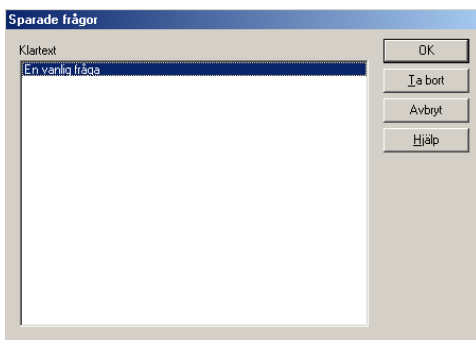 Sparade frågor
Klartext
En vanlig fråga
OK
Ta bort
Avbryt
Hjälp